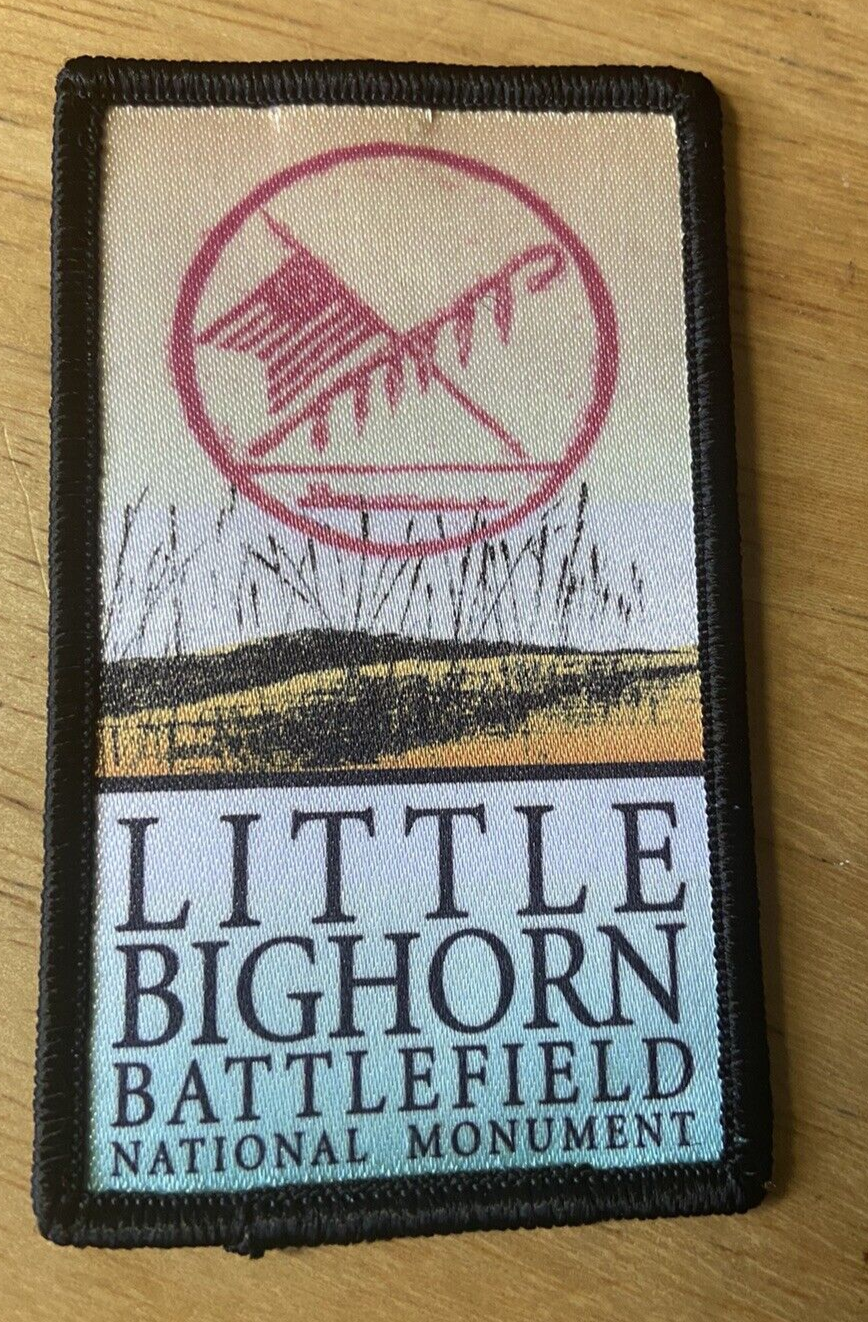 LITTLE
BIGHORN
BATTLEFIELD
NATIONAL MONUMENT